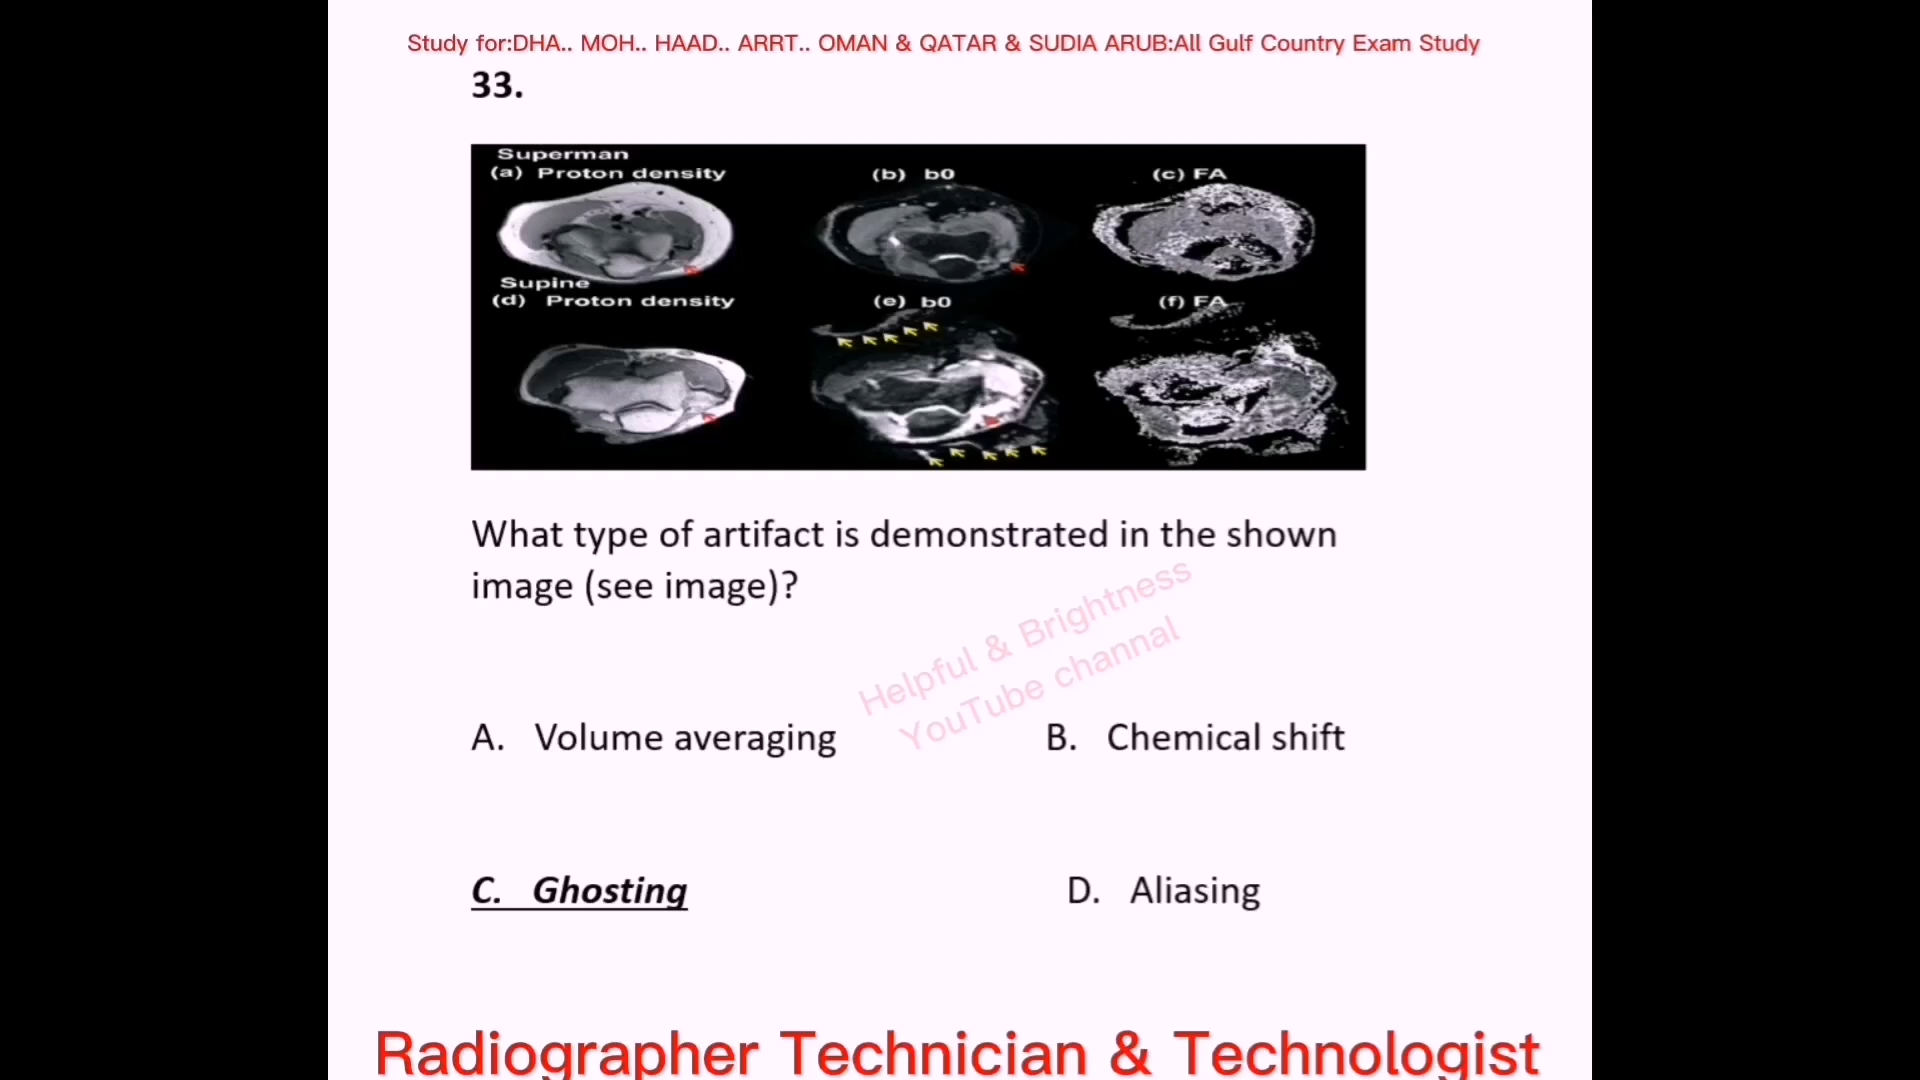 Study for:DHA.. MOH.. HAAD.. ARRT.. OMAN & QATAR & SUDIA ARUB:All Gulf Country Exam Study
33.
Superman
(a) Proton density
(b) b0
(c) FA
Supine
(d) Proton density
(e) b0
(f) FA
What type of artifact is demonstrated in the shown
image (see image)?
Helpful & Brightness
YouTube channal
A. Volume averaging
B. Chemical shift
C. Ghosting
D. Aliasing
Radiographer Technician & Technologist